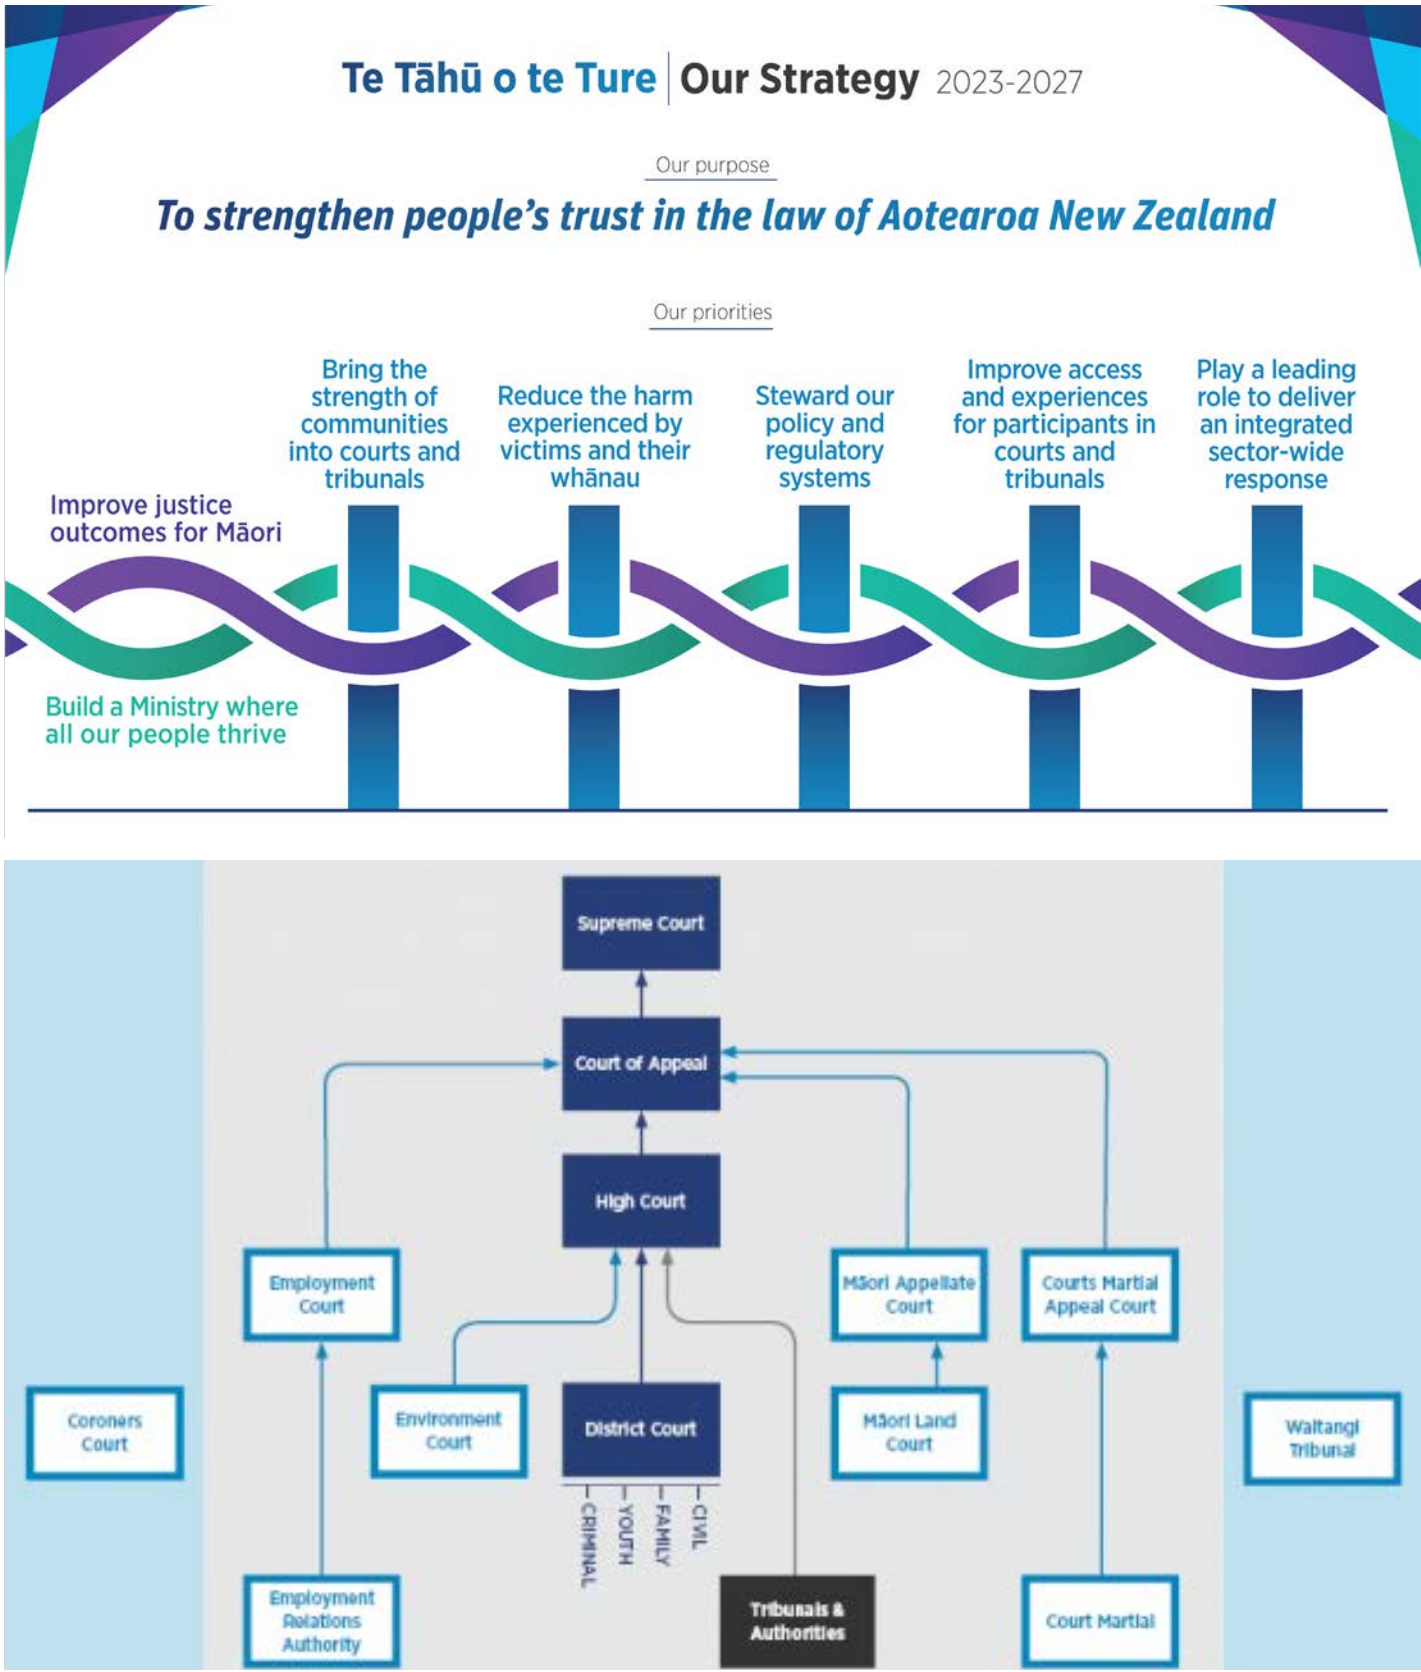 Te Tāhū o te Ture | Our Strategy 2023-2027
Our purpose
To strengthen people's trust in the law of Aotearoa New Zealand
Our priorities
Bring the
strength of
communities
into courts and
tribunals
Reduce the harm
experienced by
victims and their
whānau
Steward our
policy and
regulatory
systems
Improve access
and experiences
for participants in
courts and
tribunals
Play a leading
role to deliver
an integrated
sector-wide
response
Improve justice
outcomes for Māori
Build a Ministry where
all our people thrive
Supreme Court
Court of Appeal
High Court
Employment
Court
Māori Appellate
Court
Courts Martial
Appeal Court
Coroners
Court
Environment
Court
District Court
Māori Land
Court
Waitangi
Tribunal
CRIMINAL
YOUTH
FAMILY
CIVIL
Employment
Relations
Authority
Tribunals &
Authorities
Court Martial